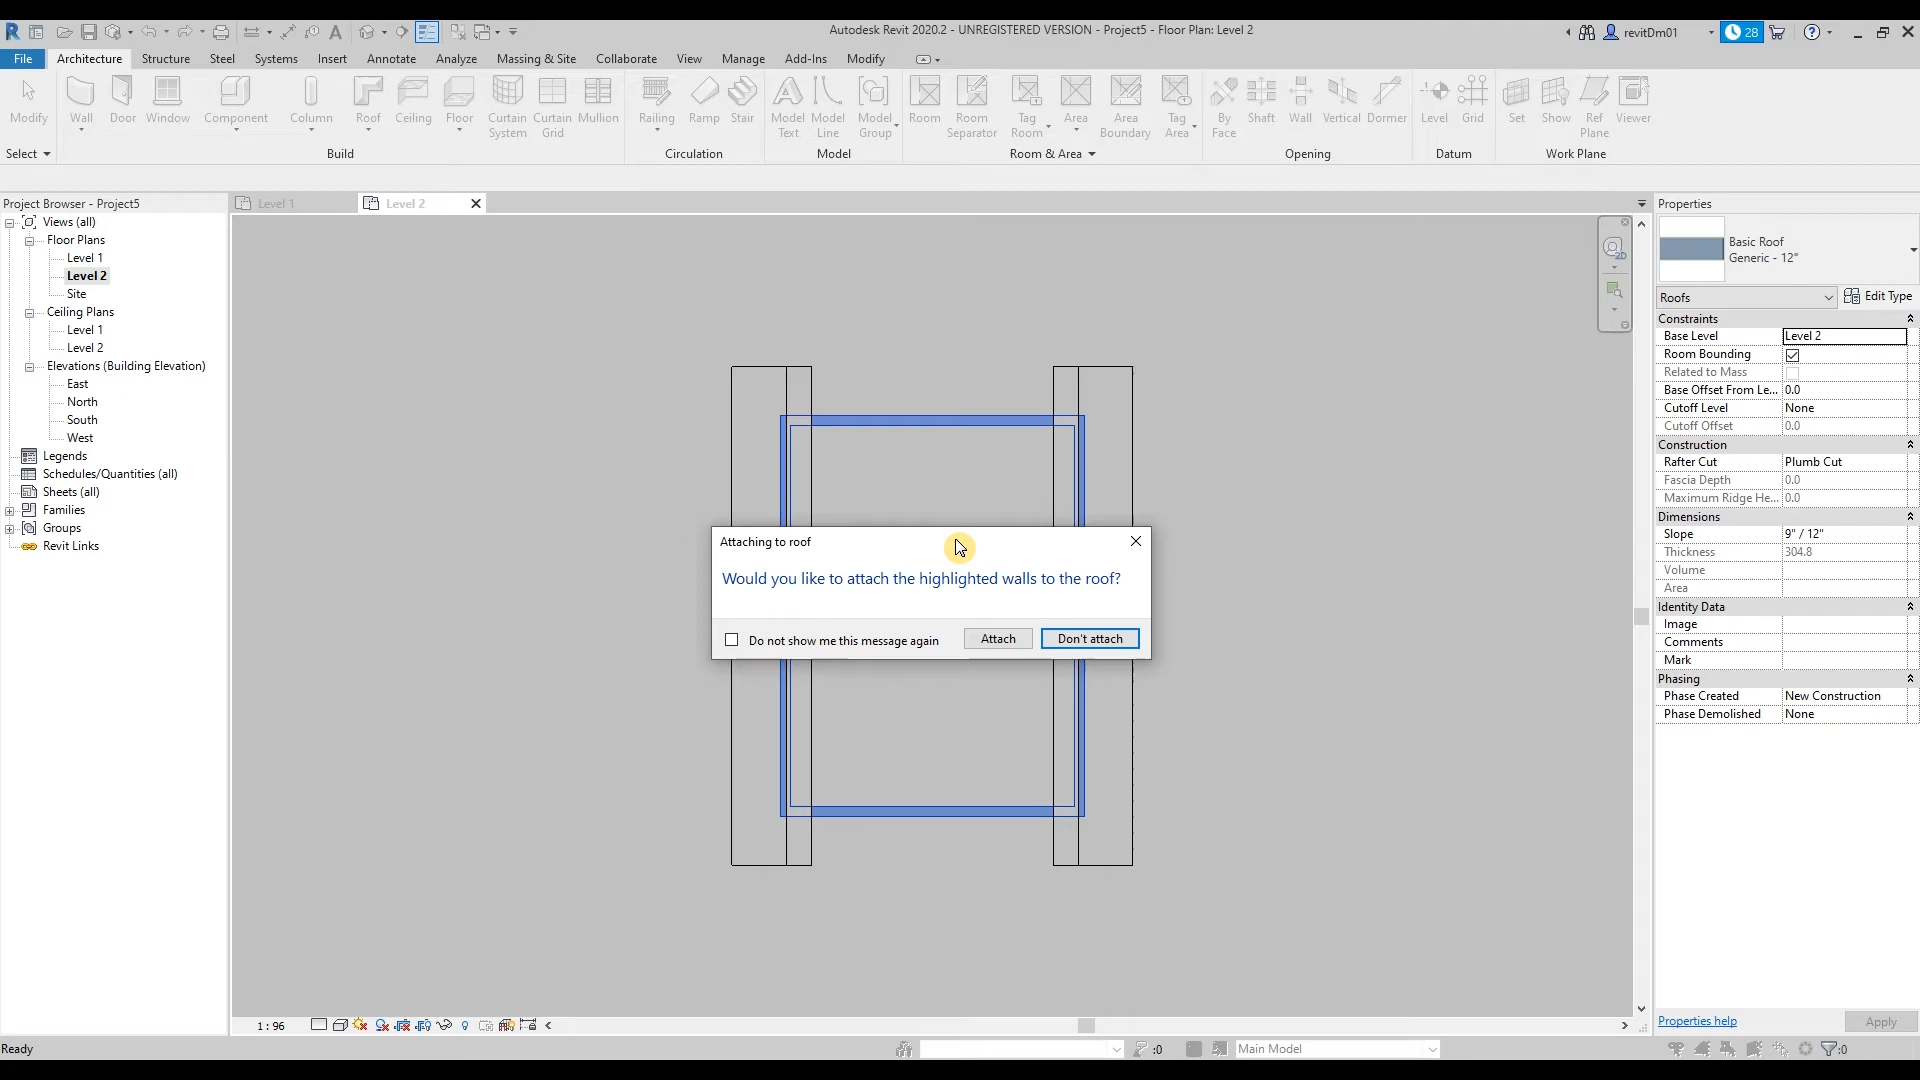 Autodesk Revit 2020.2 - UNREGISTERED VERSION - Project5 - Floor Plan: Level 2
revitDm01
28
File
Architecture
Structure
Steel
Systems
Insert
Annotate
Analyze
Massing & Site
Collaborate
View
Manage
Add-Ins
Modify
Modify
Wall
Door
Window
Component
Column
Roof
Ceiling
Floor
Curtain
System
Curtain
Grid
Mullion
Railing
Ramp
Stair
Model
Text
Model
Line
Model
Group
Room
Room
Separator
Tag
Room
Area
Area
Boundary
Tag
Area
By
Face
Shaft
Wall
Vertical
Dormer
Level
Grid
Set
Show
Ref
Plane
Viewer
Select
Build
Circulation
Model
Room & Area
Opening
Datum
Work Plane
Project Browser - Project5
Views (all)
Floor Plans
Level 1
Level 2
Site
Ceiling Plans
Level 1
Level 2
Elevations (Building Elevation)
East
North
South
West
Legends
Schedules/Quantities (all)
Sheets (all)
Families
Groups
Revit Links
Level 1
Level 2
2D
Attaching to roof
Would you like to attach the highlighted walls to the roof?
Do not show me this message again
Attach
Don't attach
Properties
Basic Roof
Generic - 12"
Roofs
Edit Type
Constraints
Base Level Level 2
Room Bounding
Related to Mass
Base Offset From Le... 0.0
Cutoff Level None
Cutoff Offset 0.0
Construction
Rafter Cut Plumb Cut
Fascia Depth 0.0
Maximum Ridge He... 0.0
Dimensions
Slope 9" / 12"
Thickness 304.8
Volume
Area
Identity Data
Image
Comments
Mark
Phasing
Phase Created New Construction
Phase Demolished None
Properties help
Apply
1 : 96
Ready
:0
Main Model
:0